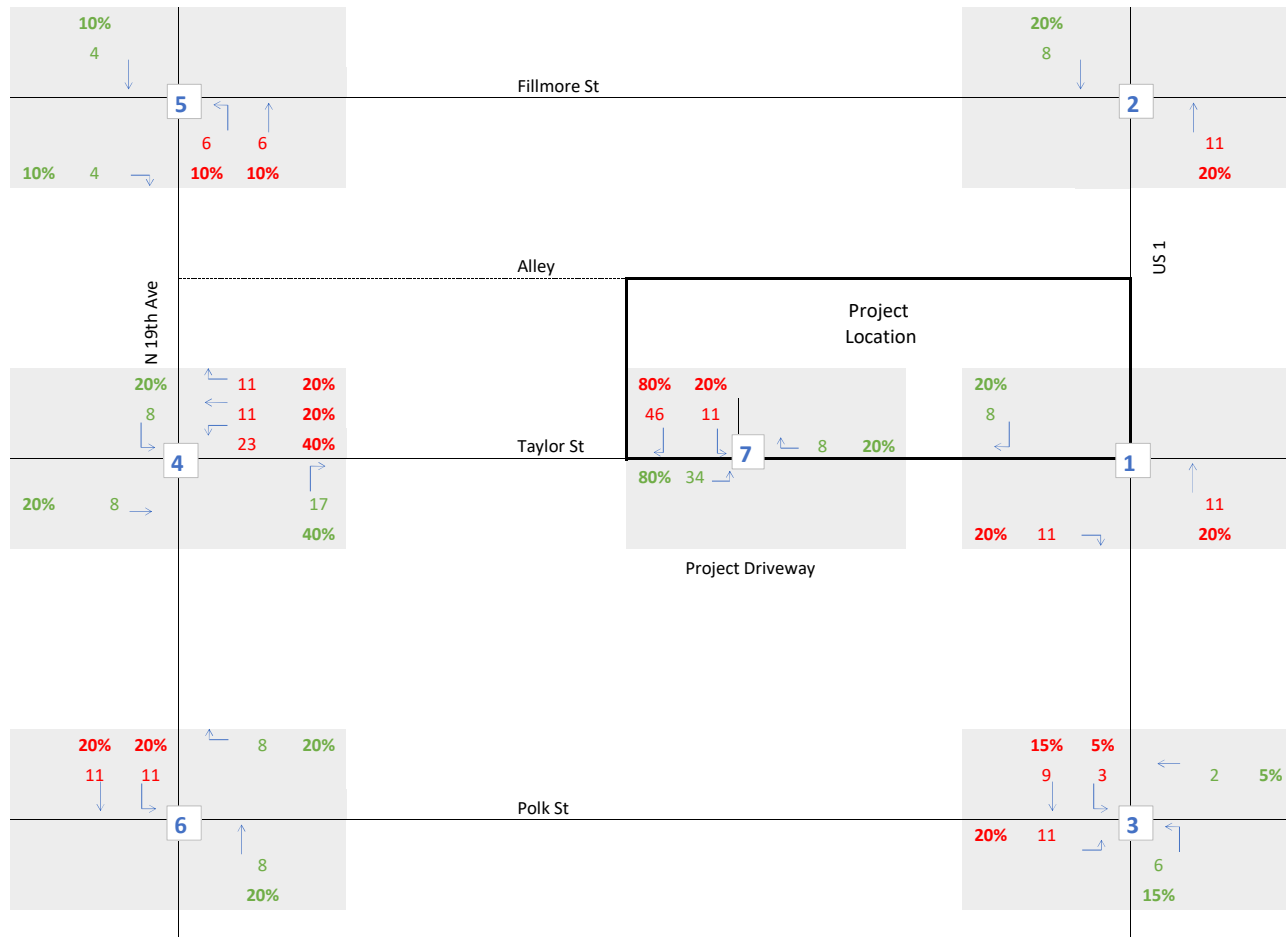 10% 20%
4 8
Fillmore St
5 2
6 6 11
10% 4 10% 10% 20%
Alley
US 1
N 19th Ave
Project
Location
20% 11 20% 80% 20% 20%
8 11 20% 46 11 8
23 40% Taylor St 8 20%
4 7 1
80% 34
20% 8 17 11
40% 20% 11 20%
Project Driveway
20% 20% 8 20% 15% 5%
11 11 9 3 2 5%
Polk St
6 3
20% 11
8 6
20% 15%